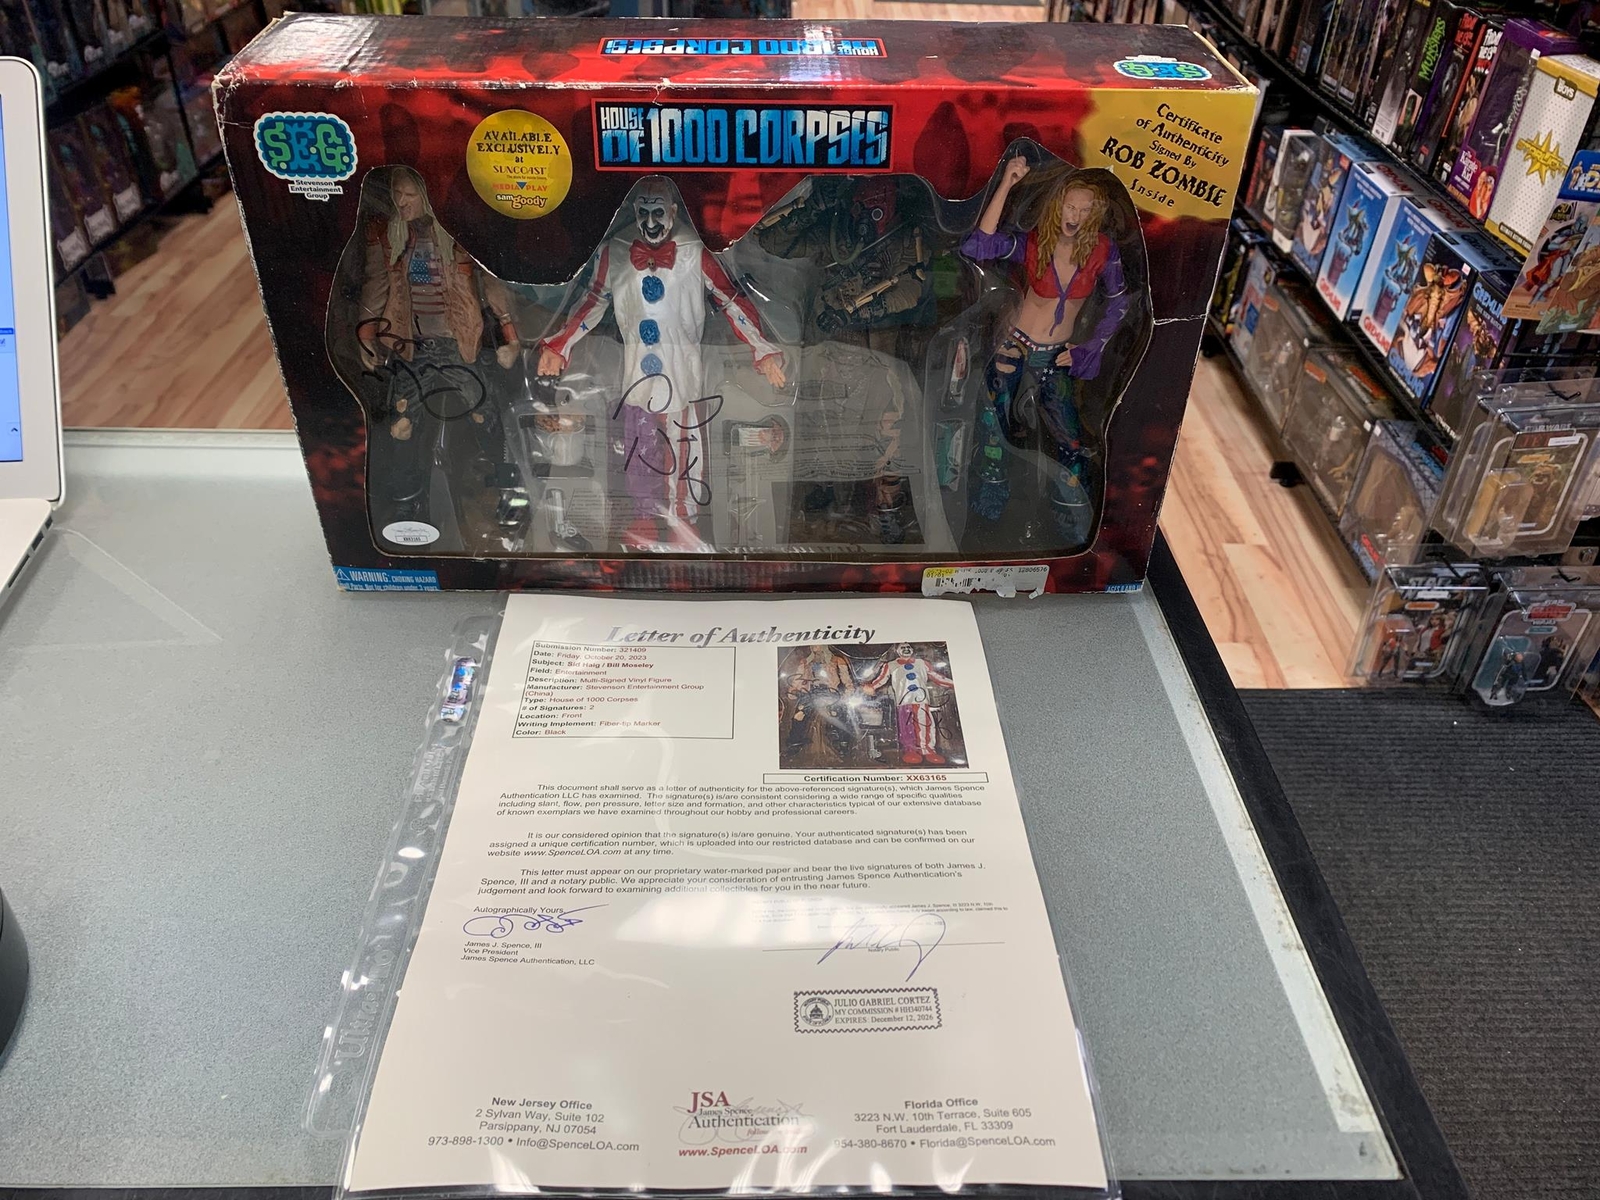 HOUSE OF 1000 CORPSES
SEG
Stevenson
Entertainment
Group
AVAILABLE
EXCLUSIVELY
at
SUNCOAST
MEDIA PLAY
sam goody
HOUSE
OF 1000 CORPSES
Certificate
of Authenticity
Signed By
ROB ZOMBIE
Inside
WARNING: CHOKING HAZARD
Letter of Authenticity
Submission Number: 321409
Date: Friday, October 20, 2023
Subject: Sid Haig / Bill Moseley
Field: Entertainment
Description: Multi-Signed Vinyl Figure
Manufacturer: Stevenson Entertainment Group
(China)
Type: House of 1000 Corpses
# of Signatures: 2
Location: Front
Writing Implement: Fiber-tip Marker
Color: Black
Certification Number: XX63165
This document shall serve as a letter of authenticity for the above-referenced signature(s), which James Spence
Authentication LLC has examined. The signature(s) is/are consistent considering a wide range of specific qualities
including slant, flow, pen pressure, letter size and formation, and other characteristics typical of our extensive database
of known exemplars we have examined throughout our hobby and professional careers.
It is our considered opinion that the signature(s) is/are genuine. Your authenticated signature(s) has been
assigned a unique certification number, which is uploaded into our restricted database and can be confirmed on our
website www.SpenceLOA.com at any time.
This letter must appear on our proprietary water-marked paper and bear the live signatures of both James J.
Spence, III and a notary public. We appreciate your consideration of entrusting James Spence Authentication's
judgement and look forward to examining additional collectibles for you in the near future.
Autographically Yours,
James J. Spence, III
Vice President
James Spence Authentication, LLC
Notary Public
JULIO GABRIEL CORTEZ
MY COMMISSION # HH340744
EXPIRES: December 12, 2026
New Jersey Office
2 Sylvan Way, Suite 102
Parsippany, NJ 07054
973-898-1300 • Info@SpenceLOA.com
JSA
James Spence
Authentication
www.SpenceLOA.com
Florida Office
3223 N.W. 10th Terrace, Suite 605
Fort Lauderdale, FL 33309
954-380-8670 • Florida@SpenceLOA.com